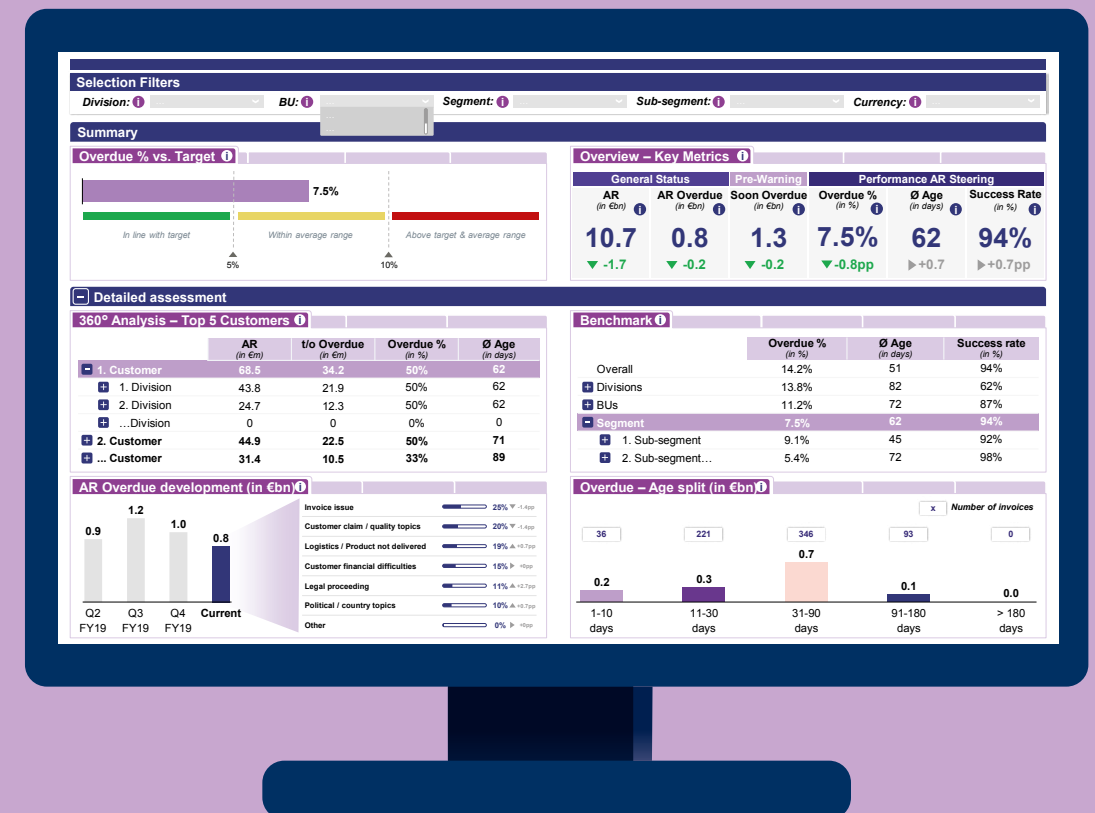 Selection Filters
Division: i ... BU: i ... Segment: i ... Sub-segment: i ... Currency: i ...
...
...
Summary
Overdue % vs. Target i
7.5%
In line with target Within average range Above target & average range
5% 10%
Overview – Key Metrics i
General Status Pre-Warning Performance AR Steering
AR AR Overdue Soon Overdue Overdue % Ø Age Success Rate
(in €bn) i (in €bn) i (in €bn) i (in %) i (in days) i (in %) i
10.7 0.8 1.3 7.5% 62 94%
▼ -1.7 ▼ -0.2 ▼ -0.2 ▼-0.8pp ▶+0.7 ▶+0.7pp
Detailed assessment
360° Analysis – Top 5 Customers i
AR t/o Overdue Overdue % Ø Age
(in €m) (in €m) (in %) (in days)
1. Customer 68.5 34.2 50% 62
1. Division 43.8 21.9 50% 62
2. Division 24.7 12.3 50% 62
...Division 0 0 0% 0
2. Customer 44.9 22.5 50% 71
... Customer 31.4 10.5 33% 89
Benchmark i
Overdue % Ø Age Success rate
(in %) (in days) (in %)
Overall 14.2% 51 94%
Divisions 13.8% 82 62%
BUs 11.2% 72 87%
Segment 7.5% 62 94%
1. Sub-segment 9.1% 45 92%
2. Sub-segment... 5.4% 72 98%
AR Overdue development (in €bn) i
0.9 1.2 1.0 0.8
Q2 Q3 Q4 Current
FY19 FY19 FY19
Invoice issue 25% ▼ -1.4pp
Customer claim / quality topics 20% ▼ -1.4pp
Logistics / Product not delivered 19% ▲ +0.7pp
Customer financial difficulties 15% ▶ +0pp
Legal proceeding 11% ▲ +2.7pp
Political / country topics 10% ▲ +0.7pp
Other 0% ▶ +0pp
Overdue – Age split (in €bn) i
x Number of invoices
36 221 346 93 0
0.2 0.3 0.7 0.1 0.0
1-10 11-30 31-90 91-180 > 180
days days days days days